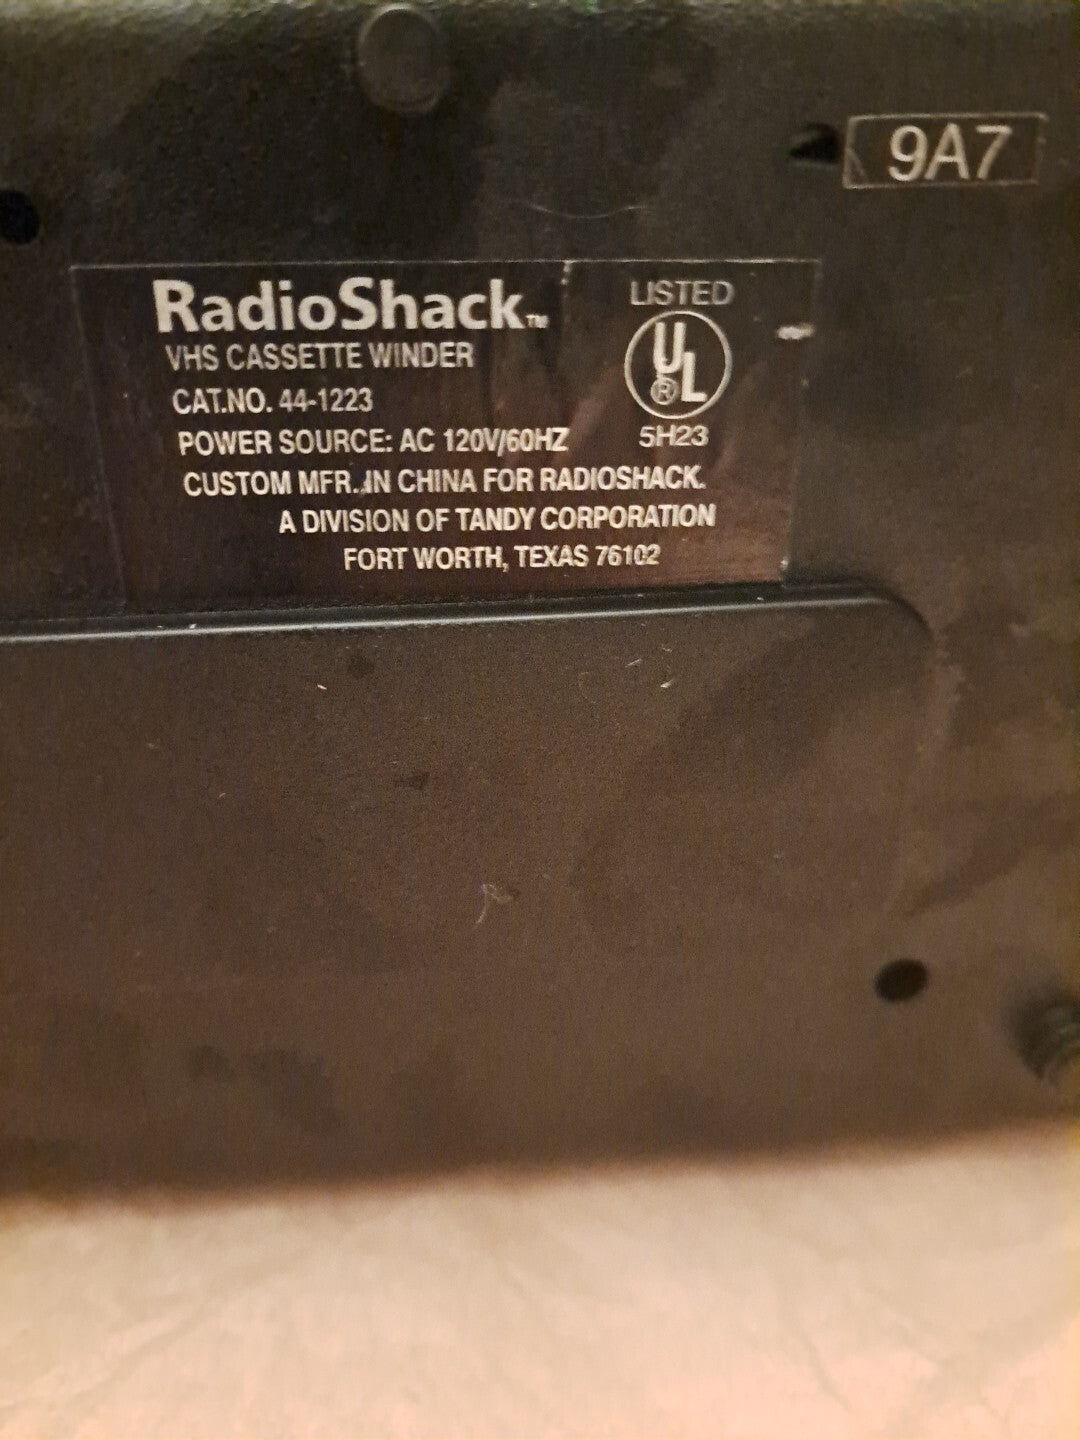 9A7
RadioShack™
VHS CASSETTE WINDER
CAT.NO. 44-1223
POWER SOURCE: AC 120V/60HZ
CUSTOM MFR. IN CHINA FOR RADIOSHACK.
A DIVISION OF TANDY CORPORATION
FORT WORTH, TEXAS 76102
LISTED
UL®
5H23